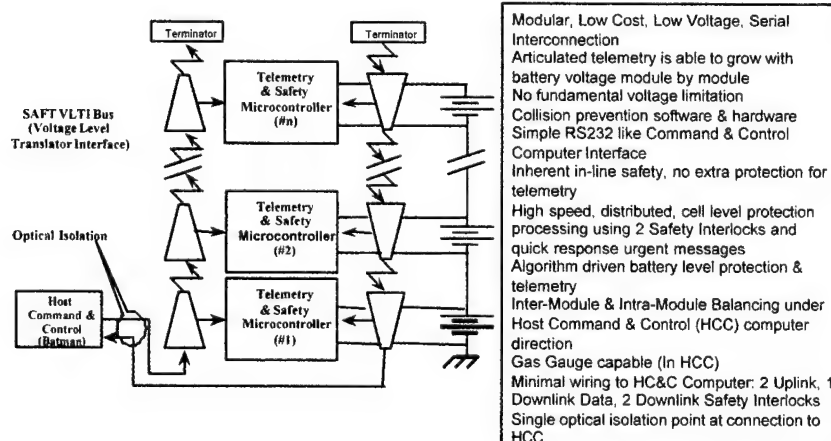 Terminator
Terminator
Telemetry
& Safety
Microcontroller
(#n)
SAFT VLTI Bus
(Voltage Level
Translator Interface)
Telemetry
& Safety
Microcontroller
(#2)
Optical Isolation
Telemetry
& Safety
Microcontroller
(#1)
Host
Command &
Control
(Batman)
Modular, Low Cost, Low Voltage, Serial
Interconnection
Articulated telemetry is able to grow with
battery voltage module by module
No fundamental voltage limitation
Collision prevention software & hardware
Simple RS232 like Command & Control
Computer Interface
Inherent in-line safety, no extra protection for
telemetry
High speed, distributed, cell level protection
processing using 2 Safety Interlocks and
quick response urgent messages
Algorithm driven battery level protection &
telemetry
Inter-Module & Intra-Module Balancing under
Host Command & Control (HCC) computer
direction
Gas Gauge capable (In HCC)
Minimal wiring to HC&C Computer: 2 Uplink, 1
Downlink Data, 2 Downlink Safety Interlocks
Single optical isolation point at connection to
HCC